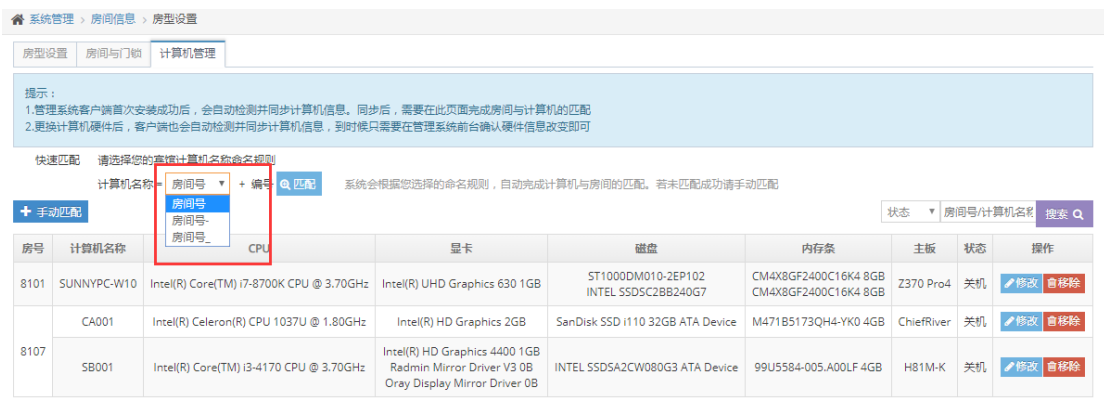 系统管理 > 房间信息 > 房型设置
房型设置 房间与门锁 计算机管理
提示：
1.管理系统客户端首次安装成功后，会自动检测并同步计算机信息。同步后，需要在此页面完成房间与计算机的匹配
2.更换计算机硬件后，客户端也会自动检测并同步计算机信息，到时候只需要在管理系统前台确认硬件信息改变即可
快速匹配 请选择您的宾馆计算机名称命名规则
计算机名称= 房间号 + 编号 匹配 系统会根据您选择的命名规则，自动完成计算机与房间的匹配。若未匹配成功请手动匹配
房间号
房间号-
房间号_
+ 手动匹配 状态 房间号/计算机名称 搜索
房号 计算机名称 CPU 显卡 磁盘 内存条 主板 状态 操作
8101 SUNNYPC-W10 Intel(R) Core(TM) i7-8700K CPU @ 3.70GHz Intel(R) UHD Graphics 630 1GB ST1000DM010-2EP102 CM4X8GF2400C16K4 8GB Z370 Pro4 关机 修改 移除
INTEL SSDSC2BB240G7 CM4X8GF2400C16K4 8GB
8107 CA001 Intel(R) Celeron(R) CPU 1037U @ 1.80GHz Intel(R) HD Graphics 2GB SanDisk SSD i110 32GB ATA Device M471B5173QH4-YK0 4GB ChiefRiver 关机 修改 移除
SB001 Intel(R) Core(TM) i3-4170 CPU @ 3.70GHz Intel(R) HD Graphics 4400 1GB INTEL SSDSA2CW080G3 ATA Device 99U5584-005.A00LF 4GB H81M-K 关机 修改 移除
Radmin Mirror Driver V3 0B
Oray Display Mirror Driver 0B